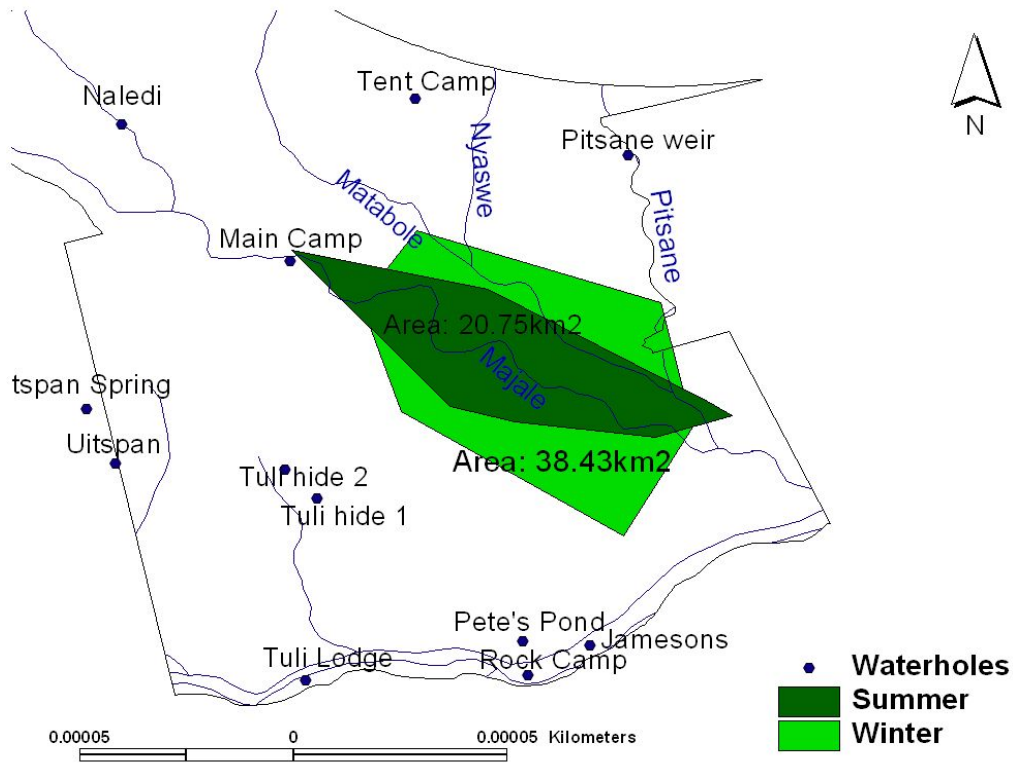 Tent Camp
Naledi
N
Pitsane weir
Nyaswe
Matabole
Pitsane
Main Camp
Area: 20.75km2
Majale
tspan Spring
Uitspan
Area: 38.43km2
Tuli hide 2
Tuli hide 1
Pete's Pond
Jamesons
Rock Camp
Tuli Lodge
Waterholes
Summer
Winter
0.00005 0 0.00005 Kilometers